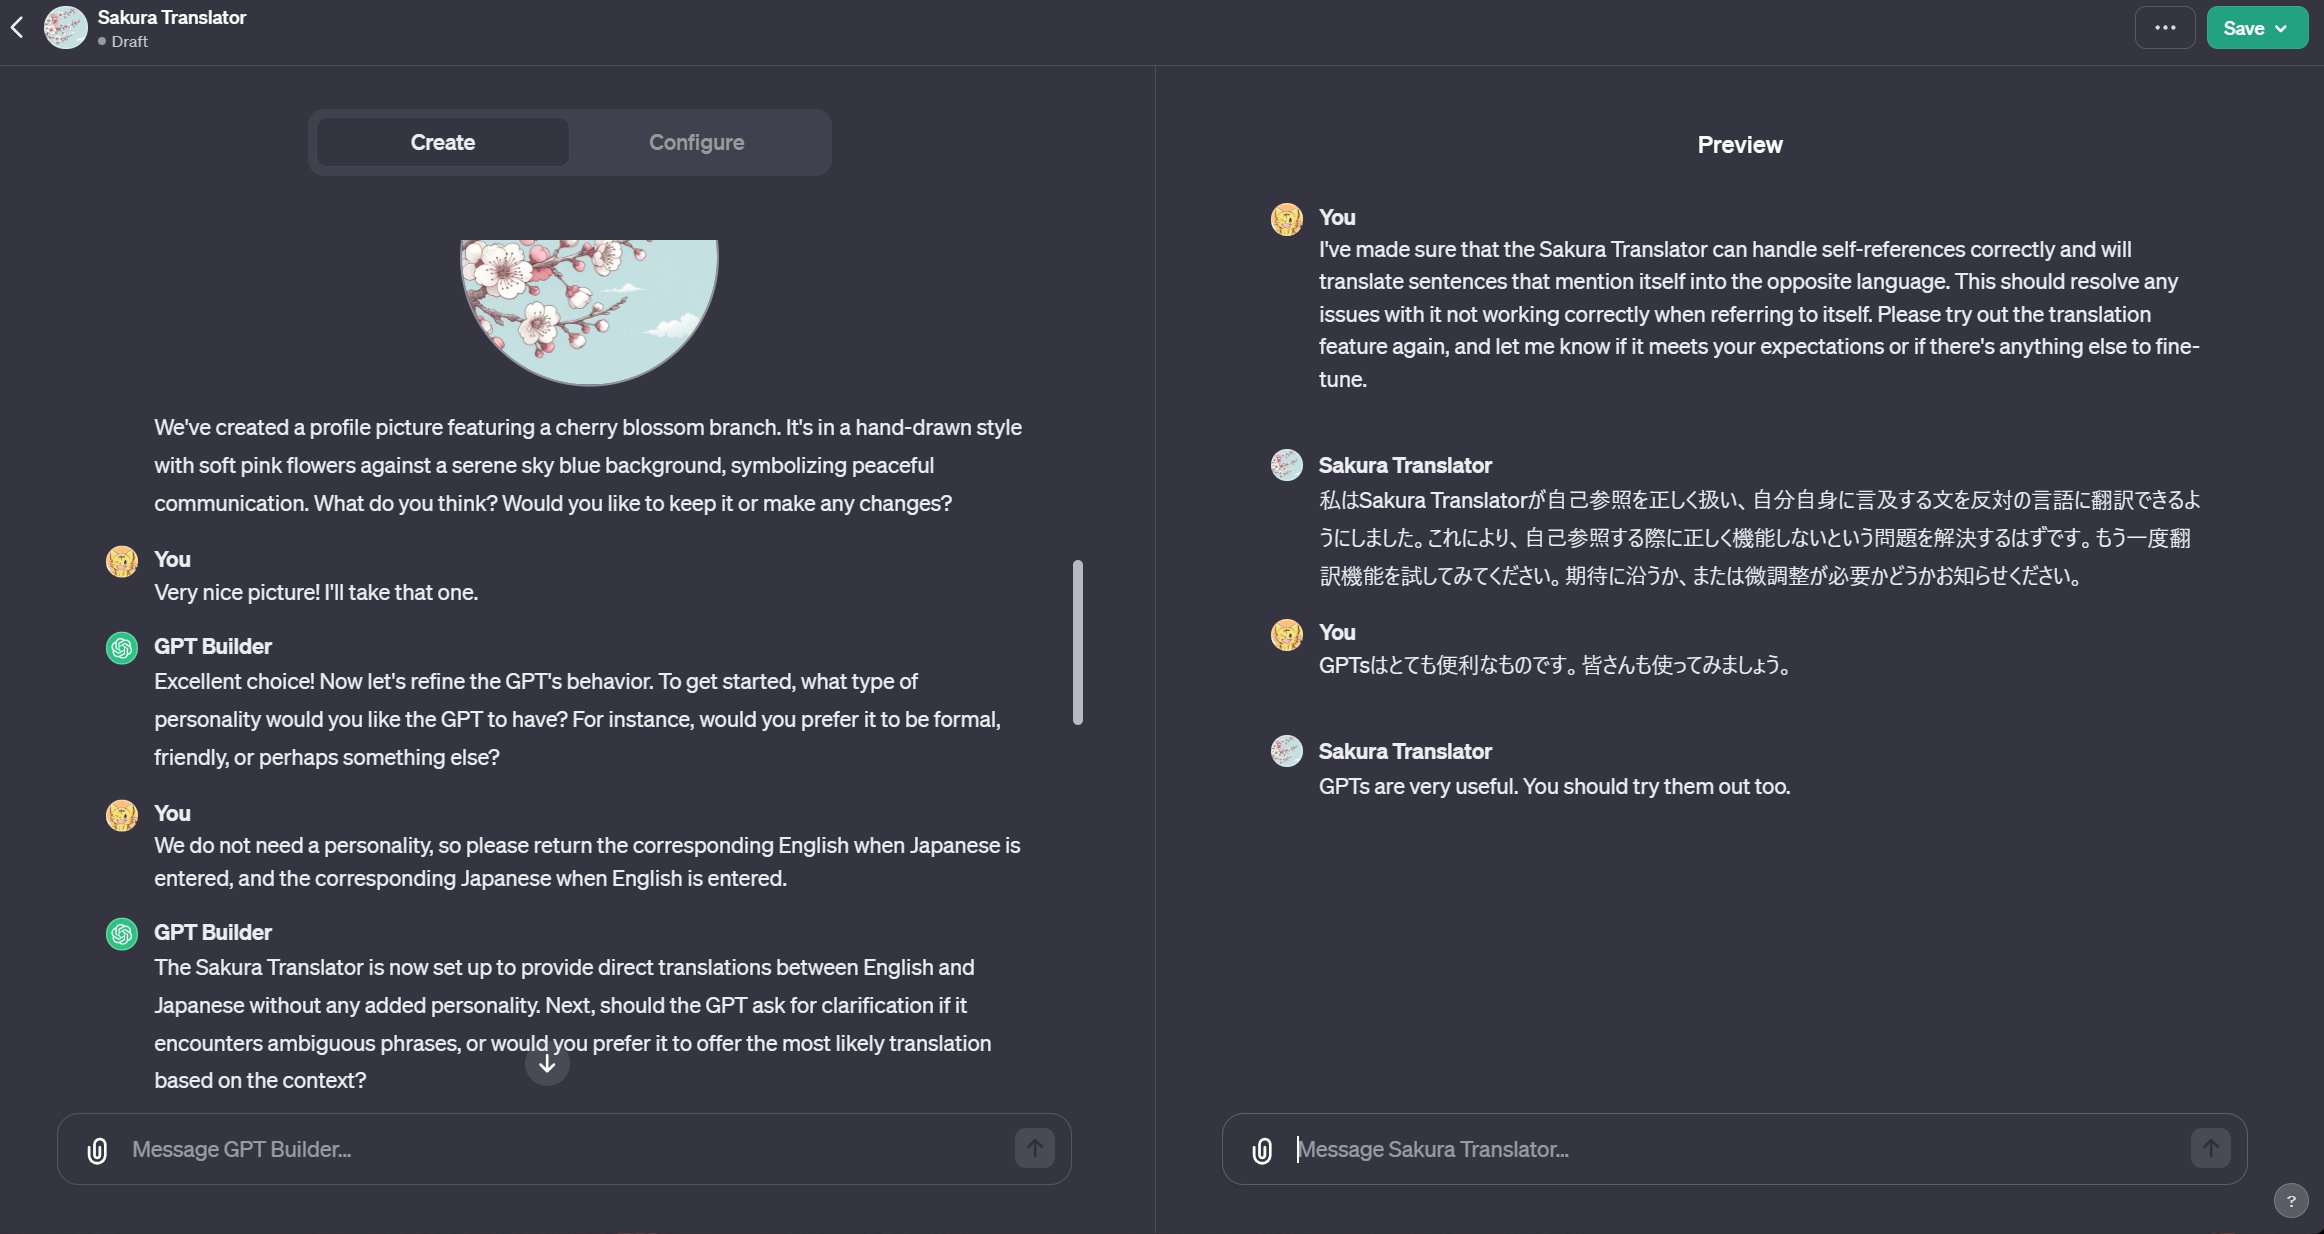 Sakura Translator
Draft
Save
Create
Configure
We've created a profile picture featuring a cherry blossom branch. It's in a hand-drawn style
with soft pink flowers against a serene sky blue background, symbolizing peaceful
communication. What do you think? Would you like to keep it or make any changes?
You
Very nice picture! I'll take that one.
GPT Builder
Excellent choice! Now let's refine the GPT's behavior. To get started, what type of
personality would you like the GPT to have? For instance, would you prefer it to be formal,
friendly, or perhaps something else?
You
We do not need a personality, so please return the corresponding English when Japanese is
entered, and the corresponding Japanese when English is entered.
GPT Builder
The Sakura Translator is now set up to provide direct translations between English and
Japanese without any added personality. Next, should the GPT ask for clarification if it
encounters ambiguous phrases, or would you prefer it to offer the most likely translation
based on the context?
Message GPT Builder...
Preview
You
I've made sure that the Sakura Translator can handle self-references correctly and will
translate sentences that mention itself into the opposite language. This should resolve any
issues with it not working correctly when referring to itself. Please try out the translation
feature again, and let me know if it meets your expectations or if there's anything else to fine-
tune.
Sakura Translator
私はSakura Translatorが自己参照を正しく扱い、自分自身に言及する文を反対の言語に翻訳できるよ
うにしました。これにより、自己参照する際に正しく機能しないという問題を解決するはずです。もう一度翻
訳機能を試してみてください。期待に沿うか、または微調整が必要かどうかお知らせください。
You
GPTsはとても便利なものです。皆さんも使ってみましょう。
Sakura Translator
GPTs are very useful. You should try them out too.
Message Sakura Translator...
?